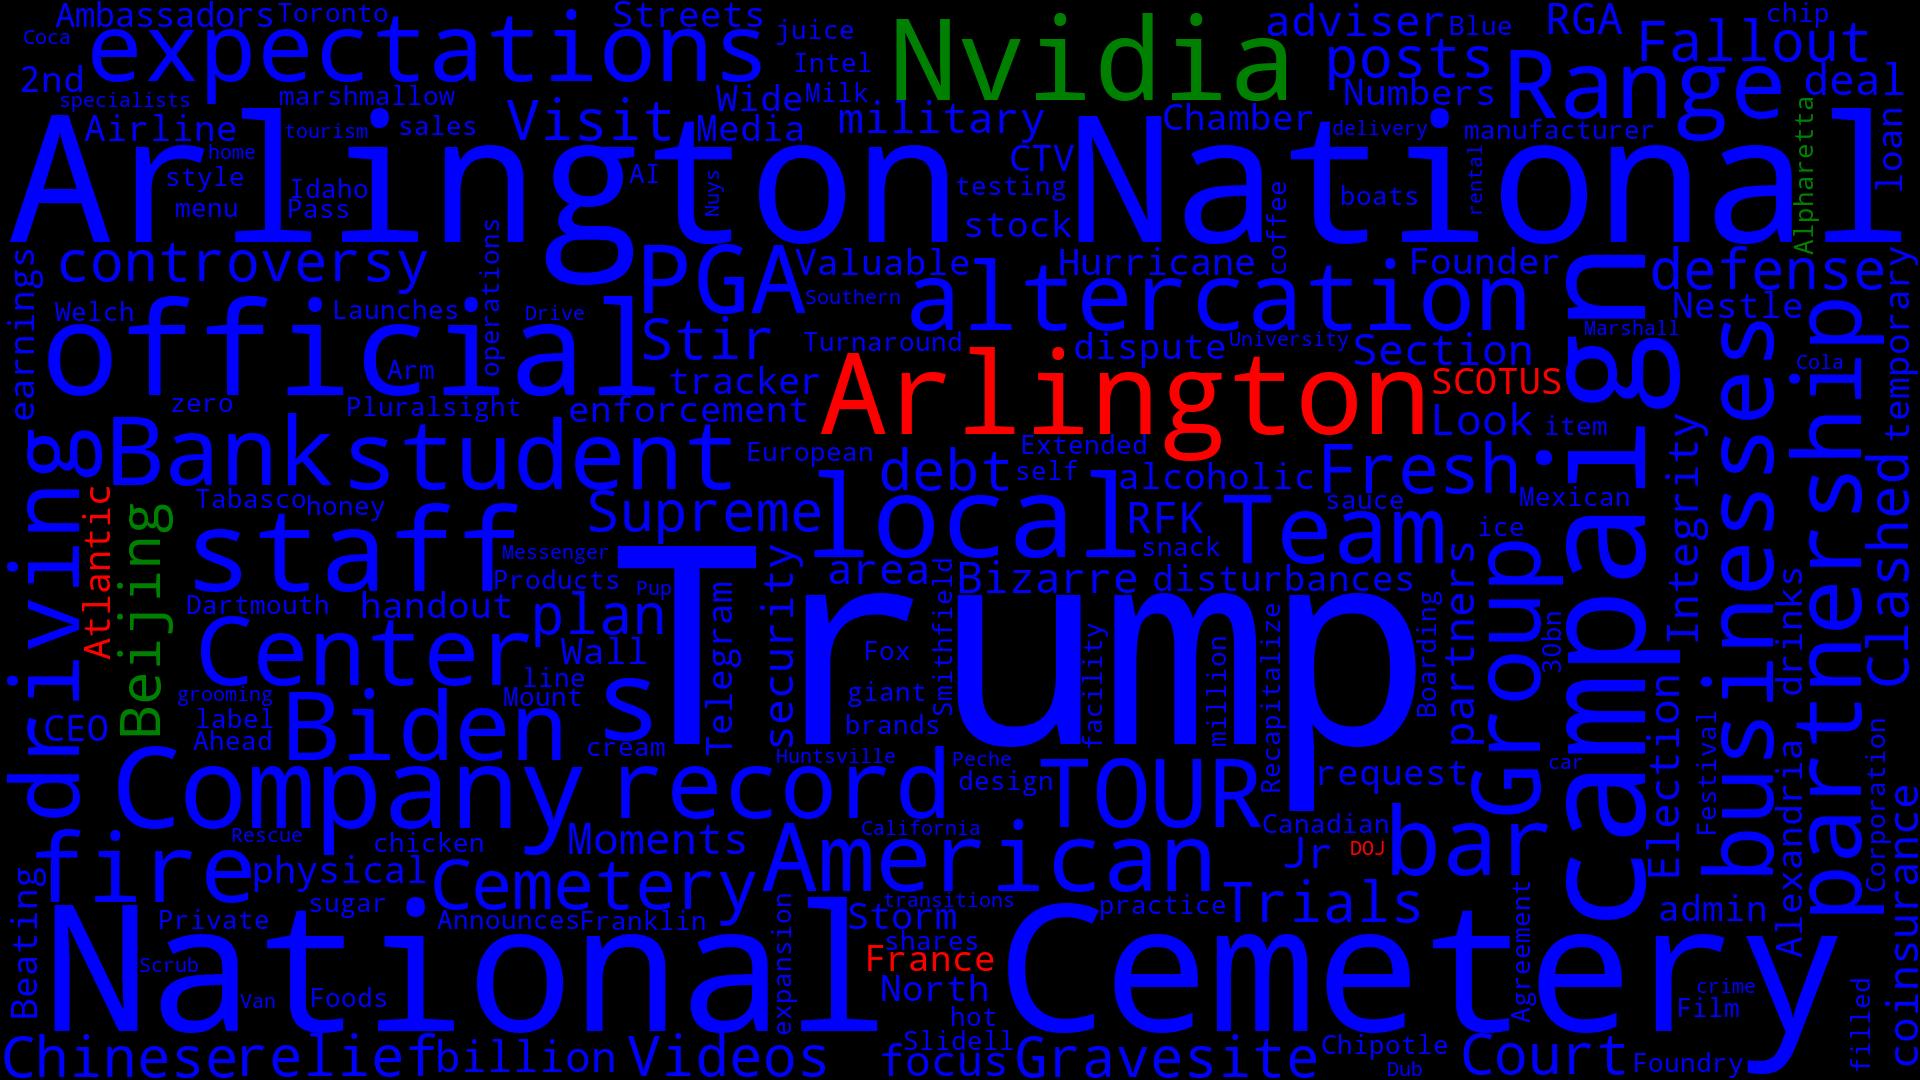 Ambassadors
Toronto
Streets
Nvidia
adviser
Blue
RGA
chip
Coca
expectations
juice
posts
Fallout
2nd
Intel
Range
deal
specialists
marshmallow
Wide
Milk
Numbers
Airline
tourism
sales
Visit
Media
military
Chamber
delivery
manufacturer
Alpharetta
loan
Arlington
National
home
style
Idaho
AI
Nuys
CTV
testing
boats
rental
menu
Pass
stock
coffee
controversy
operations
PGA
Valuable
Hurricane
Founder
defense
earnings
Welch
Launches
Drive
Southern
altercation
Nestle
temporary
official
Arm
Stir
Turnaround
dispute
University
Section
Marshall
Cola
zero
Pluralsight
tracker
enforcement
Arlington
SCOTUS
Look
item
campaign
businesses
partnership
driving
Bank
student
European
Extended
debt
self
alcoholic
Fresh
Mexican
Integrity
Clashed
Atlantic
Beijing
Tabasco
honey
Supreme
local
RFK
Team
sauce
ice
staff
Messenger
Products
Pup
Trump
snack
area
Bizarre
disturbances
Dartmouth
handout
plan
Telegram
security
Smithfield
facility
million
Recapitalize
Boarding
partners
Group
30bn
drinks
Center
Wall
Fox
line
Mount
s
giant
brands
grooming
label
Ahead
CEO
Biden
cream
Huntsville
Peche
design
Election
Festival
Alexandria
Corporation
coinsurance
Company
record
TOUR
request
car
Rescue
chicken
Moments
California
Canadian
Jr
DOJ
bar
fire
physical
Cemetery
American
Beating
sugar
transitions
practice
Trials
admin
Private
Announces
Franklin
expansion
Storm
shares
Agreement
National
Scrub
Van
Foods
France
North
Cemetery
crime
Film
filled
hot
Slidell
Chinese
relief
billion
Videos
focus
Gravesite
Chipotle
Dub
Court
Foundry